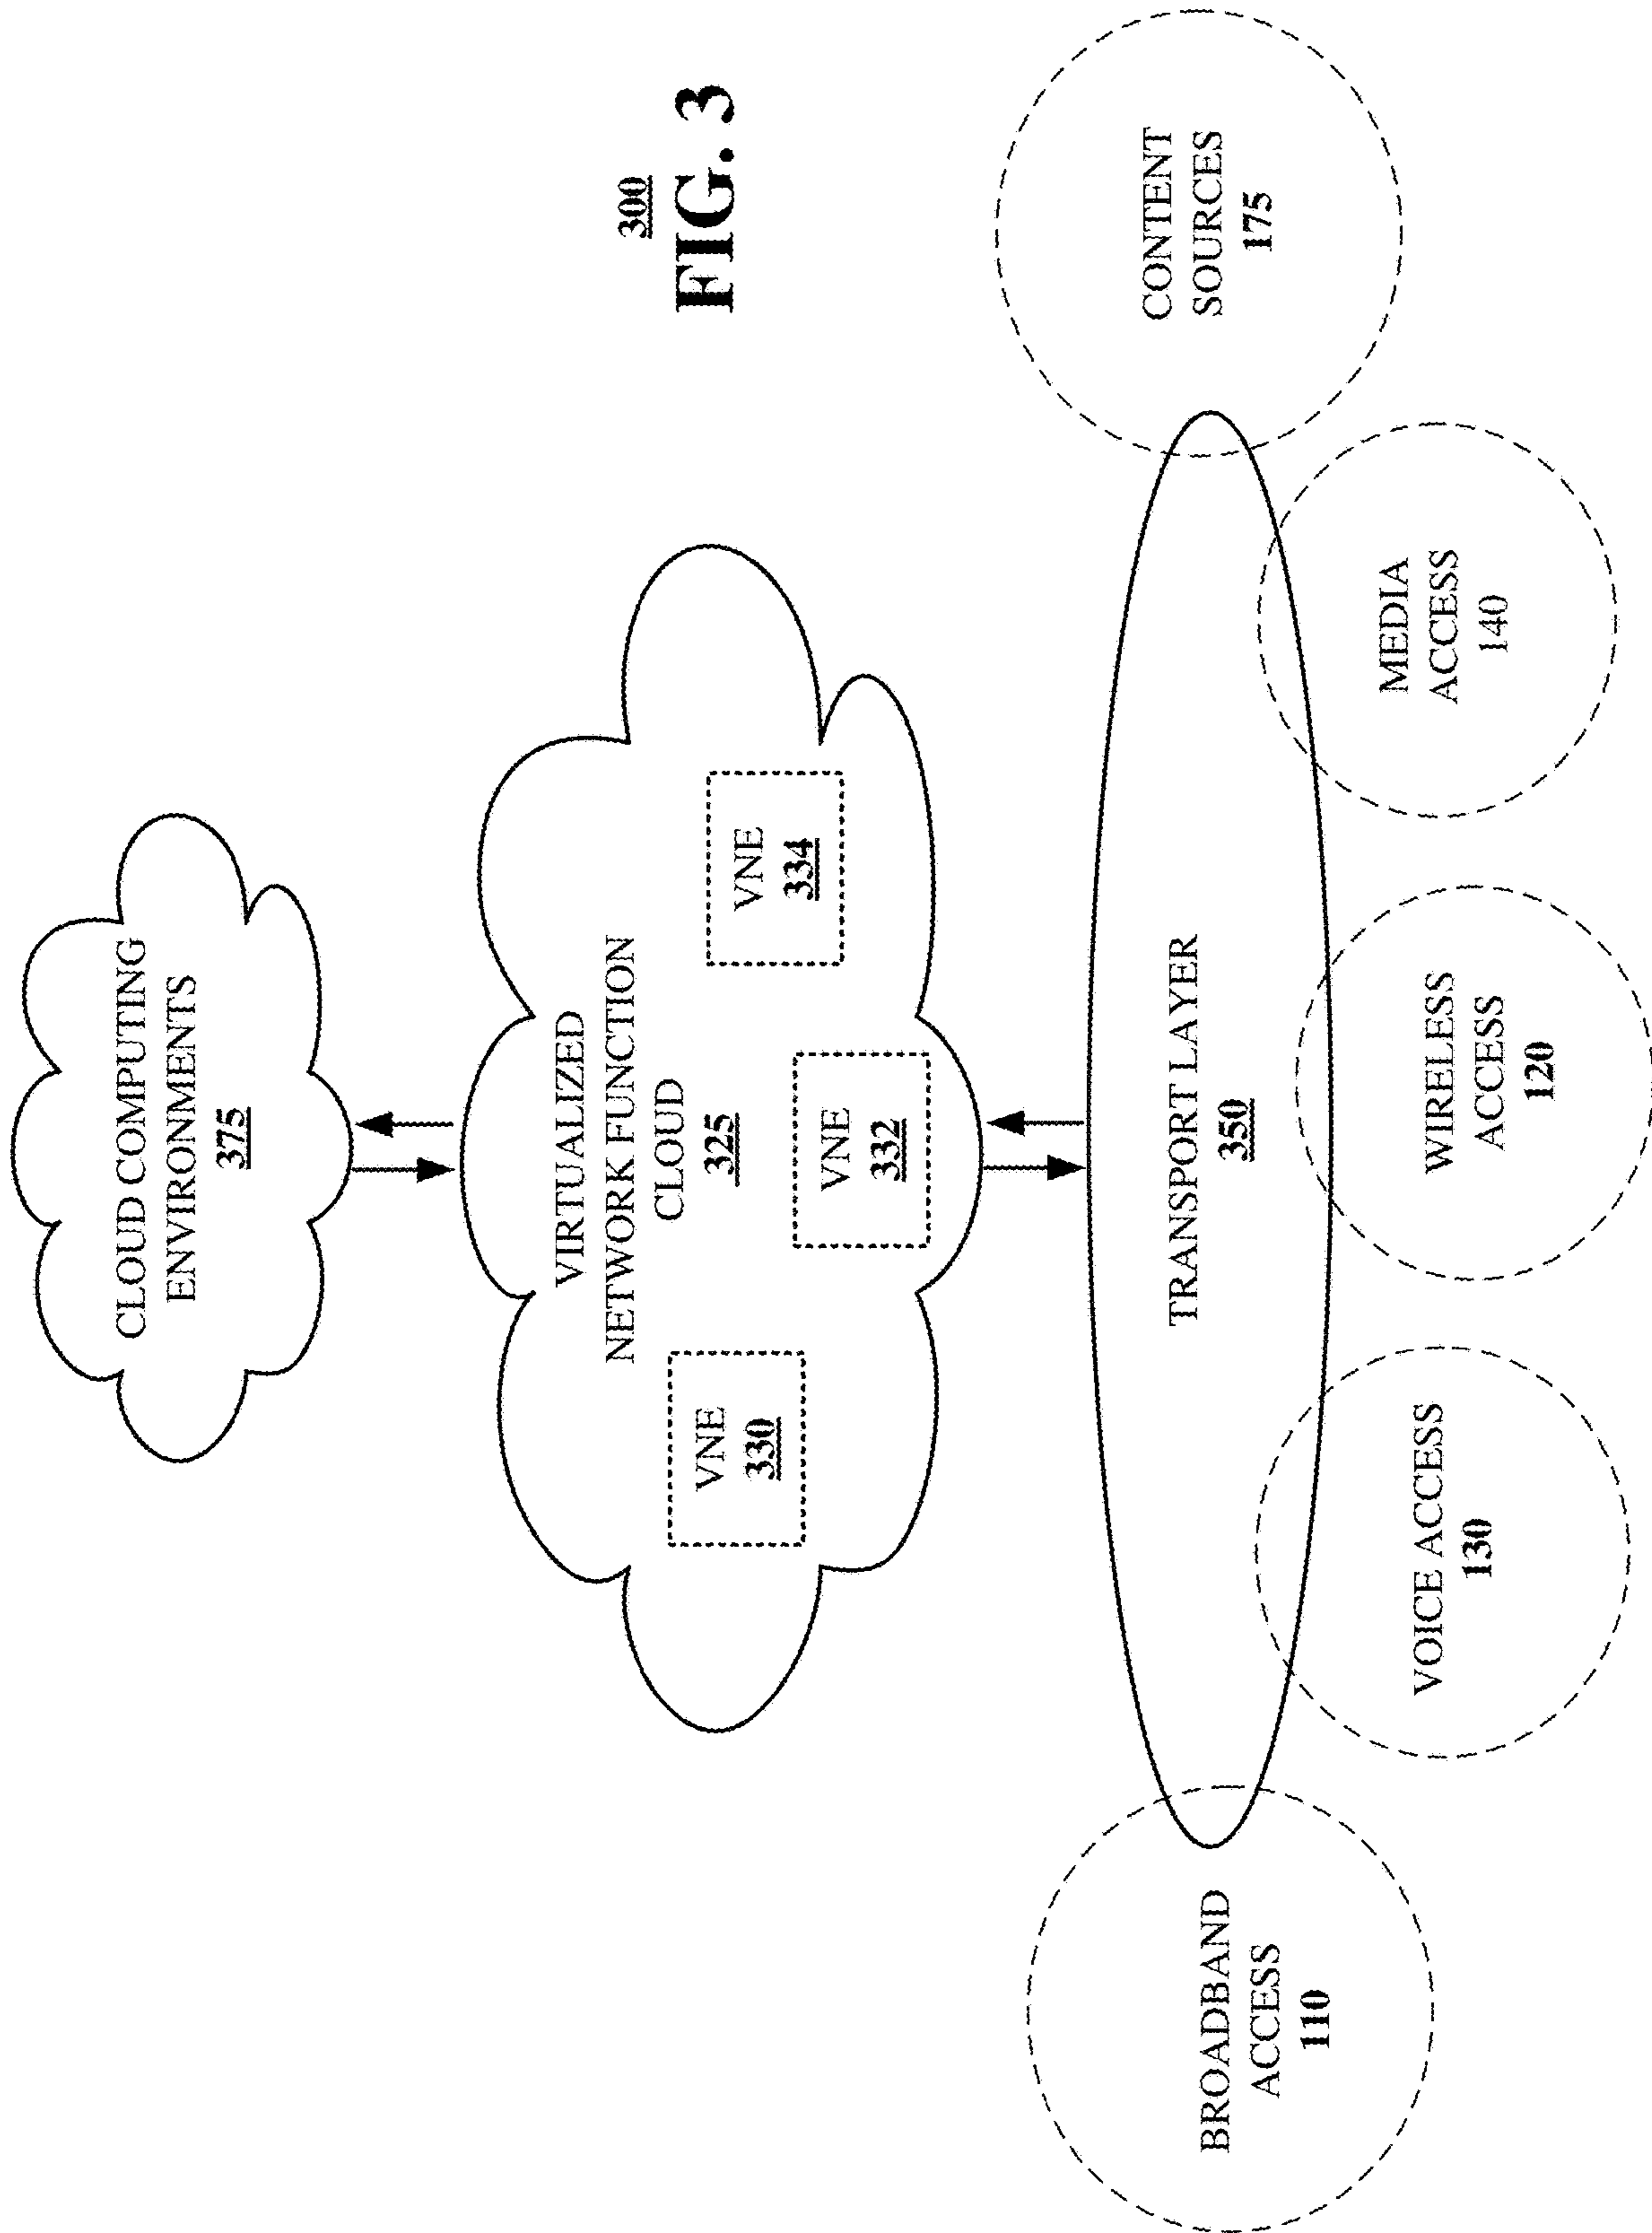 CLOUD COMPUTING
ENVIRONMENTS
375
VIRTUALIZED
NETWORK FUNCTION
CLOUD
325
VNE
330
VNE
332
VNE
334
300
FIG. 3
TRANSPORT LAYER
350
BROADBAND
ACCESS
110
VOICE ACCESS
130
WIRELESS
ACCESS
120
MEDIA
ACCESS
140
CONTENT
SOURCES
175